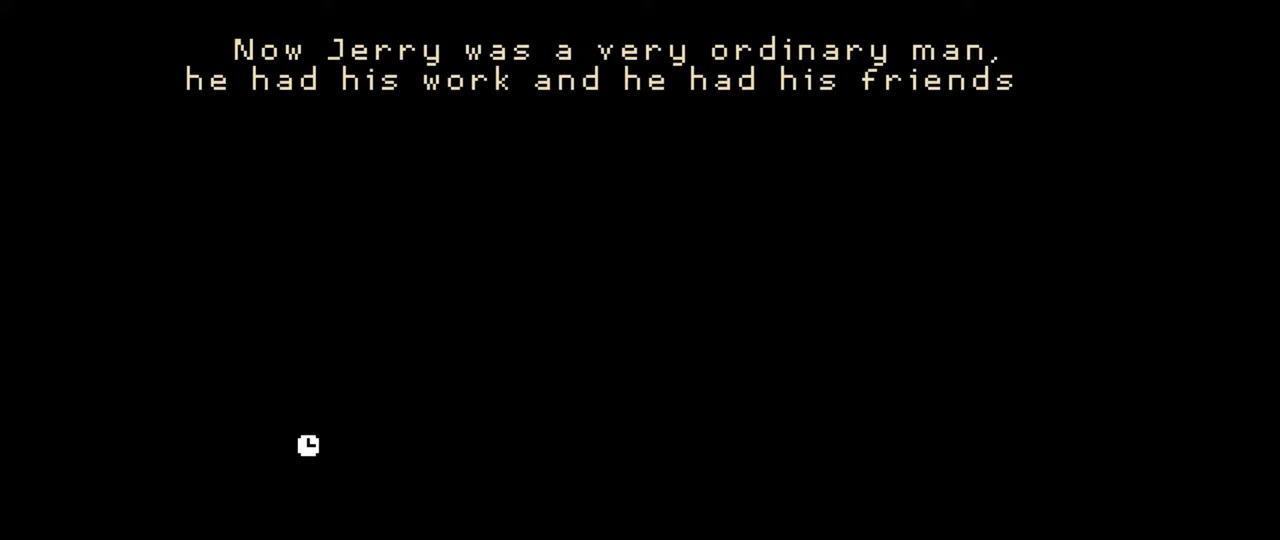 Now Jerry was a very ordinary man,
he had his work and he had his friends